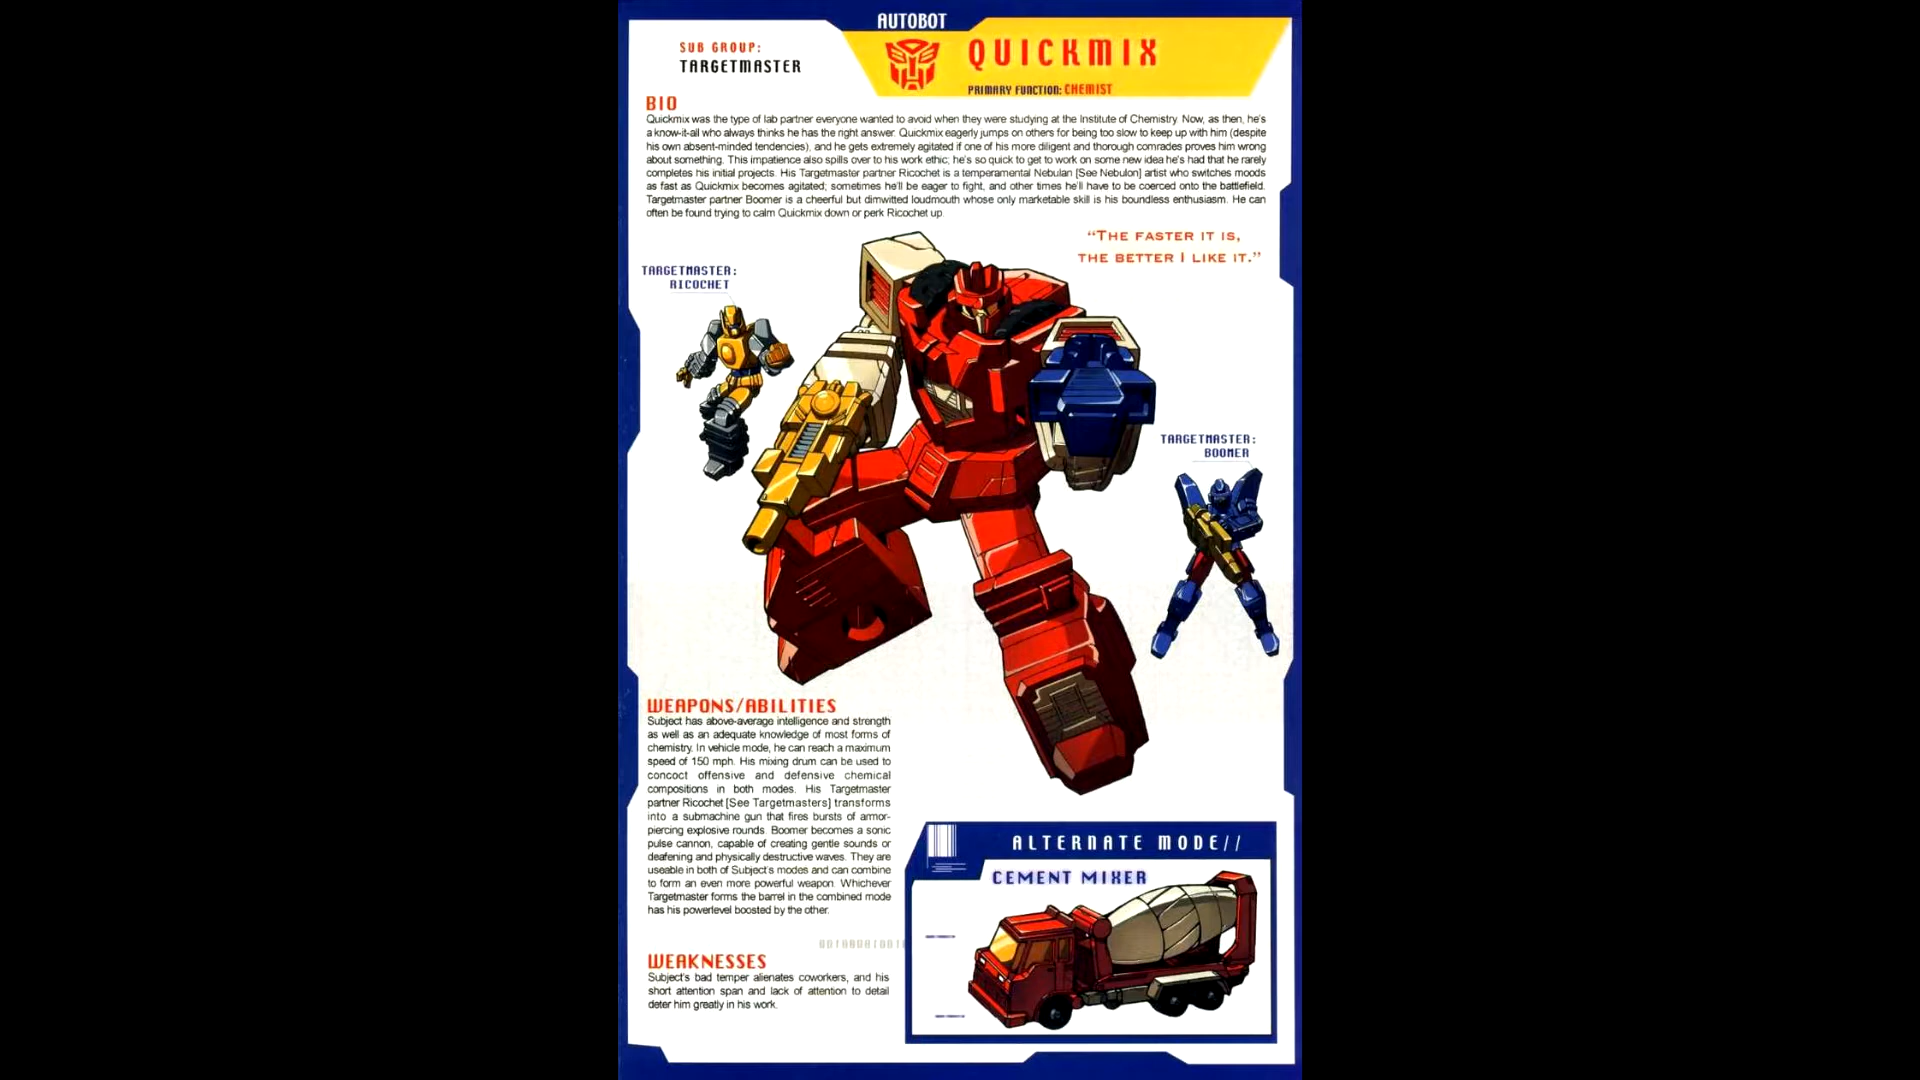 AUTOBOT
SUB GROUP:
TARGETMASTER
QUICKMIX
PRIMARY FUNCTION: CHEMIST
BIO
Quickmix was the type of lab partner everyone wanted to avoid when they were studying at the Institute of Chemistry. Now, as then, he's
a know-it-all who always thinks he has the right answer. Quickmix eagerly jumps on others for being too slow to keep up with him (despite
his own absent-minded tendencies), and he gets extremely agitated if one of his more diligent and thorough comrades proves him wrong
about something. This impatience also spills over to his work ethic; he's so quick to get to work on some new idea he's had that he rarely
completes his initial projects. His Targetmaster partner Ricochet is a temperamental Nebulan [See Nebulon] artist who switches moods
as fast as Quickmix becomes agitated; sometimes he'll be eager to fight, and other times he'll have to be coerced onto the battlefield.
Targetmaster partner Boomer is a cheerful but dimwitted loudmouth whose only marketable skill is his boundless enthusiasm. He can
often be found trying to calm Quickmix down or perk Ricochet up.
"THE FASTER IT IS,
THE BETTER I LIKE IT."
TARGETMASTER:
RICOCHET
TARGETMASTER:
BOOMER
WEAPONS/ABILITIES
Subject has above-average intelligence and strength
as well as an adequate knowledge of most forms of
chemistry. In vehicle mode, he can reach a maximum
speed of 150 mph. His mixing drum can be used to
concoct offensive and defensive chemical
compositions in both modes. His Targetmaster
partner Ricochet [See Targetmasters] transforms
into a submachine gun that fires bursts of armor-
piercing explosive rounds. Boomer becomes a sonic
pulse cannon, capable of creating gentle sounds or
deafening and physically destructive waves. They are
useable in both of Subject's modes and can combine
to form an even more powerful weapon. Whichever
Targetmaster forms the barrel in the combined mode
has his powerlevel boosted by the other.
WEAKNESSES
Subject's bad temper alienates coworkers, and his
short attention span and lack of attention to detail
deter him greatly in his work.
ALTERNATE MODE//
CEMENT MIXER